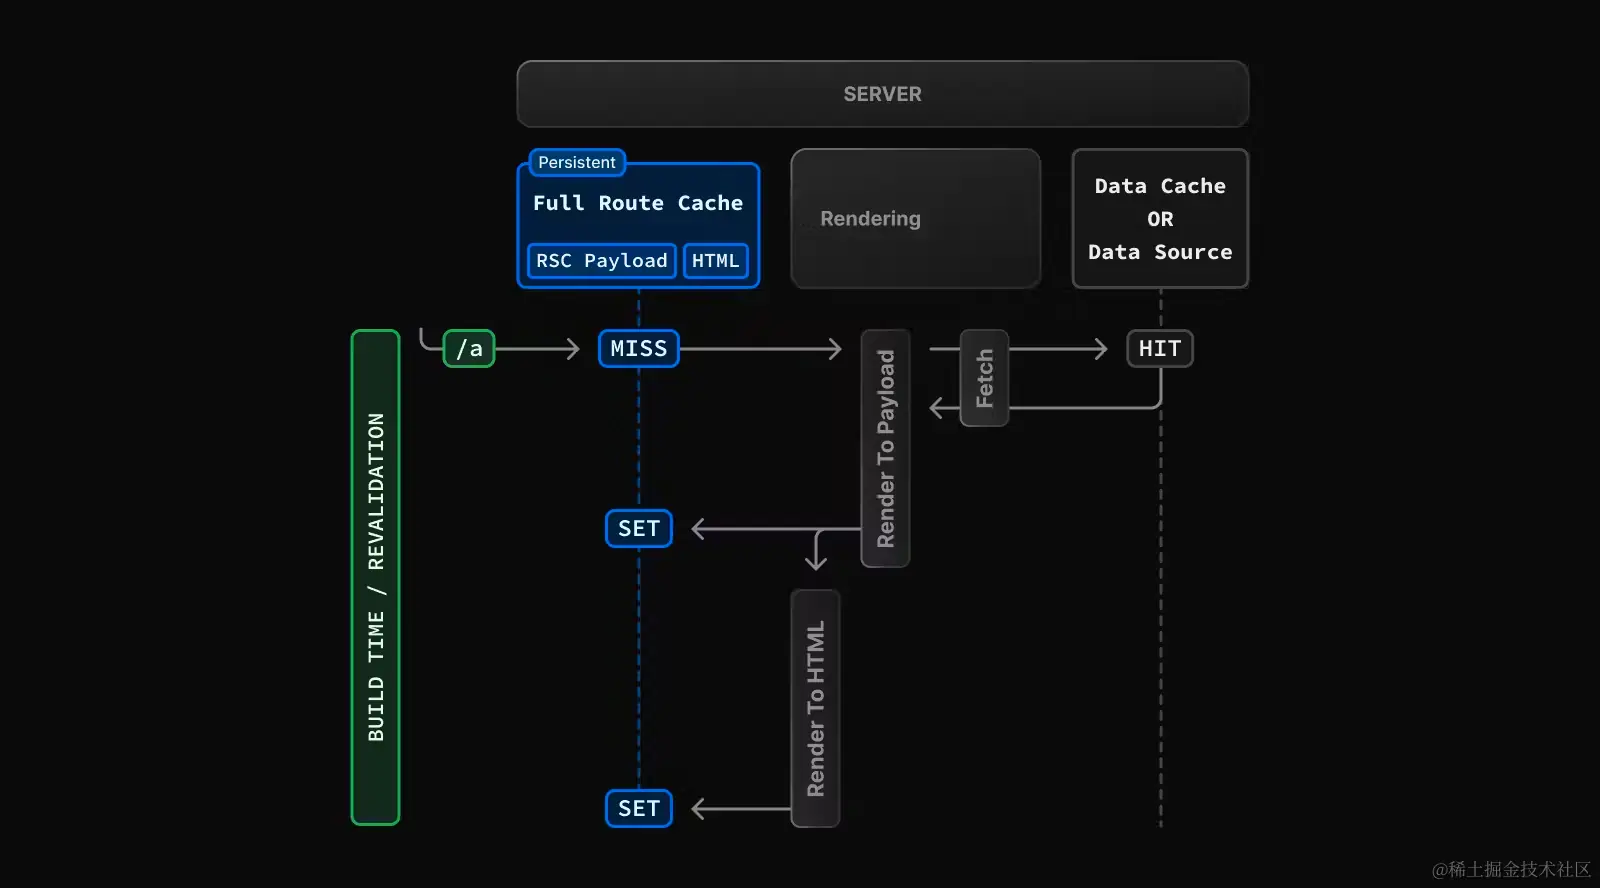 SERVER
Persistent
Full Route Cache
RSC Payload
HTML
Rendering
Data Cache
OR
Data Source
BUILD TIME / REVALIDATION
/a
MISS
Render To Payload
Fetch
HIT
SET
Render To HTML
SET
@稀土掘金技术社区